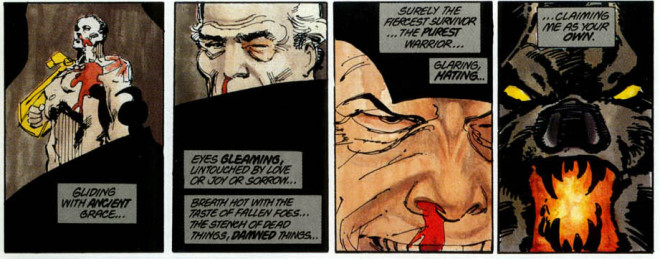 GLIDING
WITH ANCIENT
GRACE...
EYES GLEAMING,
UNTOUCHED BY LOVE
OR JOY OR SORROW...
BREATH HOT WITH THE
TASTE OF FALLEN FOES...
THE STENCH OF DEAD
THINGS, DAMNED THINGS...
SURELY THE
FIERCEST SURVIVOR
...THE PUREST
WARRIOR...
GLARING,
HATING...
...CLAIMING
ME AS YOUR
OWN.